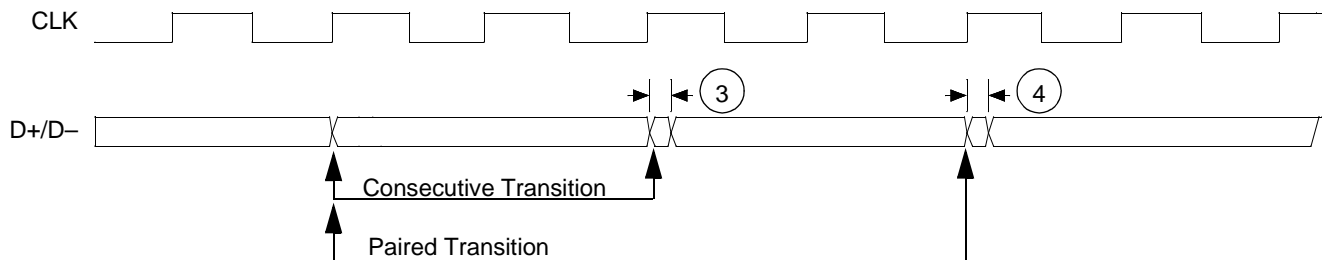 CLK
3
4
D+/D–
Consecutive Transition
Paired Transition